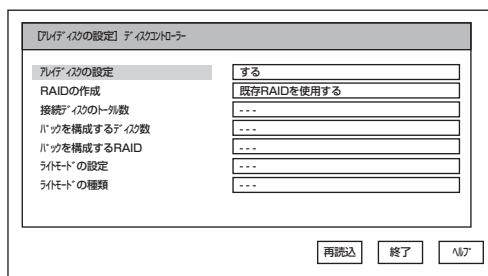 [ｱﾚｲﾃﾞｨｽｸの設定] ﾃﾞｨｽｸｺﾝﾄﾛｰﾗｰ
ｱﾚｲﾃﾞｨｽｸの設定 する
RAIDの作成 既存RAIDを使用する
接続ﾃﾞｨｽｸのﾄｰﾀﾙ数 ---
ﾊﾟｯｸを構成するﾃﾞｨｽｸ数 ---
ﾊﾟｯｸを構成するRAID ---
ﾗｲﾄﾓｰﾄﾞの設定 ---
ﾗｲﾄﾓｰﾄﾞの種類 ---
再読込 終了 ﾍﾙﾌﾟ